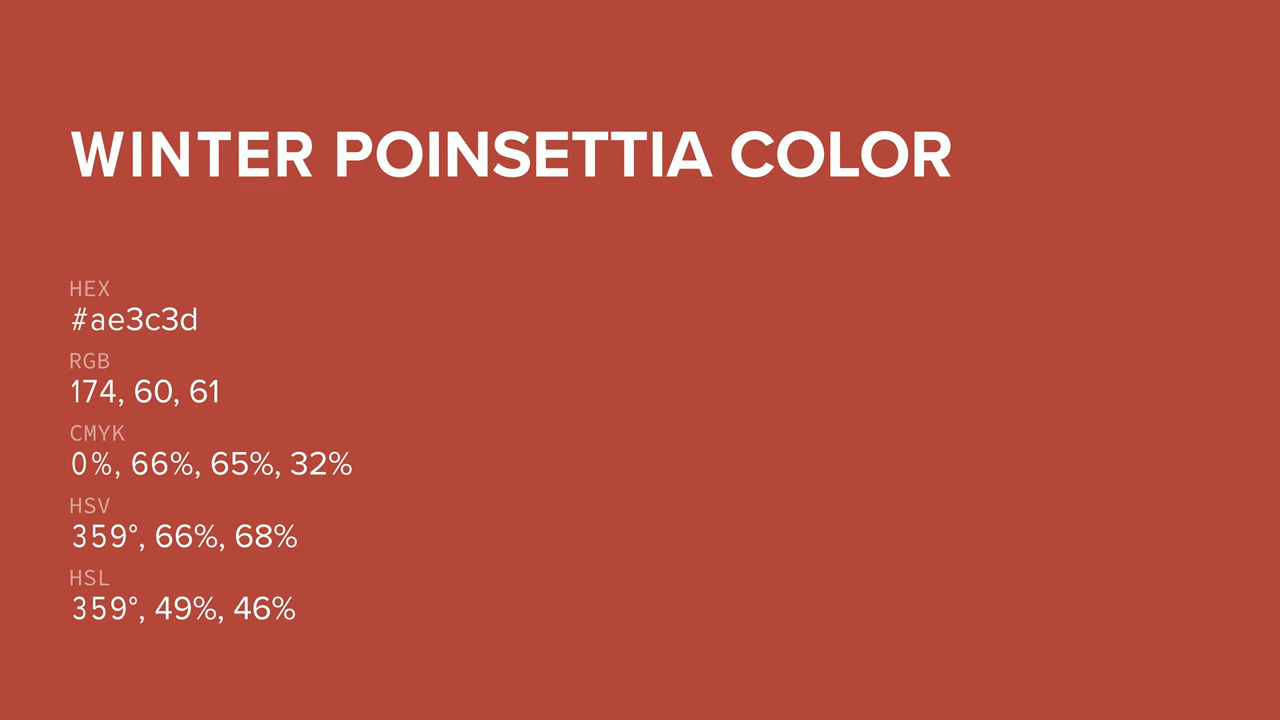 WINTER POINSETTIA COLOR
HEX
#ae3c3d
RGB
174, 60, 61
CMYK
0%, 66%, 65%, 32%
HSV
359°, 66%, 68%
HSL
359°, 49%, 46%